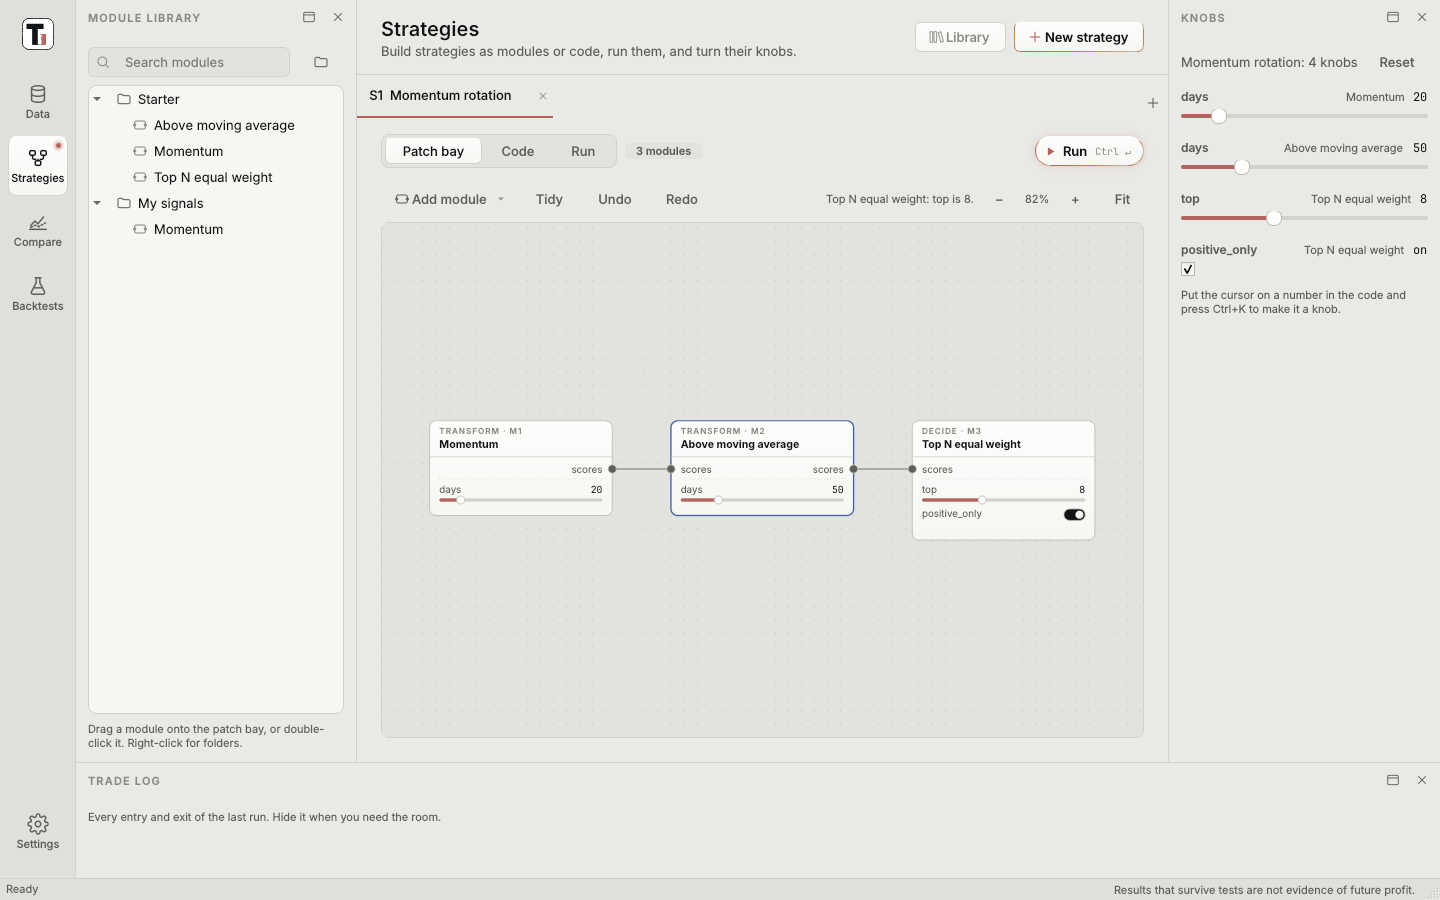 MODULE LIBRARY
Search modules
Starter
Above moving average
Momentum
Top N equal weight
My signals
Momentum
Drag a module onto the patch bay, or double-
click it. Right-click for folders.
Data
Strategies
Compare
Backtests
Settings
Strategies
Build strategies as modules or code, run them, and turn their knobs.
Library
New strategy
S1 Momentum rotation
Patch bay
Code
Run
3 modules
Run Ctrl ↵
Add module
Tidy
Undo
Redo
Top N equal weight: top is 8.
− 82% +
Fit
TRANSFORM · M1
Momentum
scores
days 20
TRANSFORM · M2
Above moving average
scores scores
days 50
DECIDE · M3
Top N equal weight
scores
top 8
positive_only
KNOBS
Momentum rotation: 4 knobs Reset
days Momentum 20
days Above moving average 50
top Top N equal weight 8
positive_only Top N equal weight on
Put the cursor on a number in the code and
press Ctrl+K to make it a knob.
TRADE LOG
Every entry and exit of the last run. Hide it when you need the room.
Ready
Results that survive tests are not evidence of future profit.